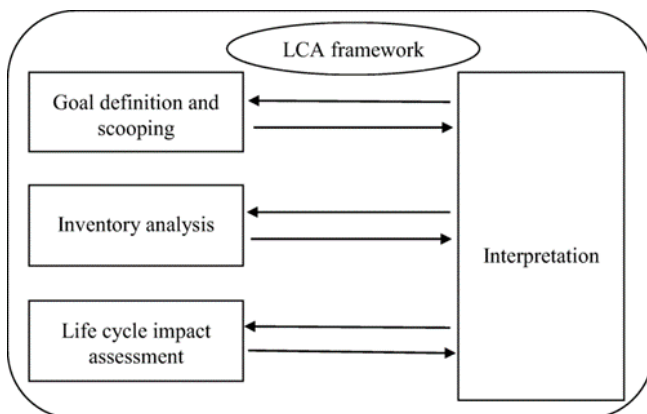 LCA framework
Goal definition and
scooping
Inventory analysis
Interpretation
Life cycle impact
assessment